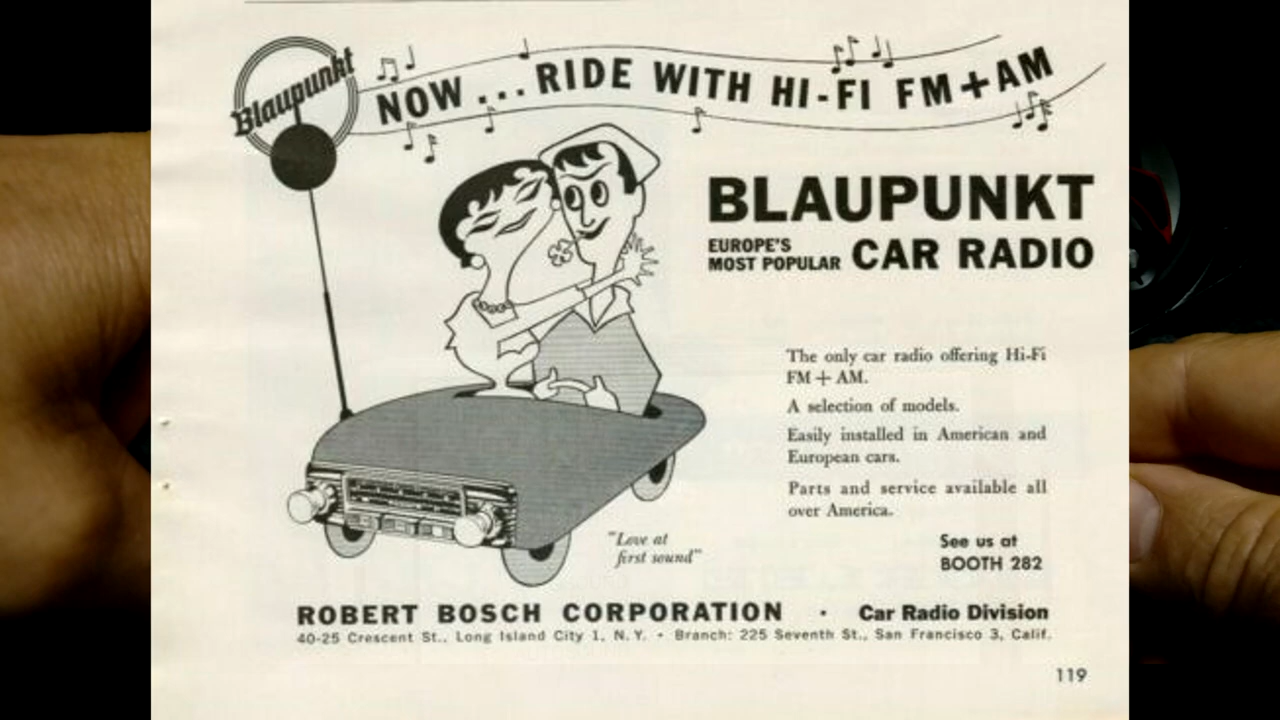 Blaupunkt
NOW...RIDE WITH HI-FI FM+AM
BLAUPUNKT
EUROPE'S
MOST POPULAR CAR RADIO
The only car radio offering Hi-Fi
FM + AM.
A selection of models.
Easily installed in American and
European cars.
Parts and service available all
over America.
See us at
BOOTH 282
"Love at
first sound"
ROBERT BOSCH CORPORATION · Car Radio Division
40-25 Crescent St., Long Island City 1, N.Y. • Branch: 225 Seventh St., San Francisco 3, Calif.
119